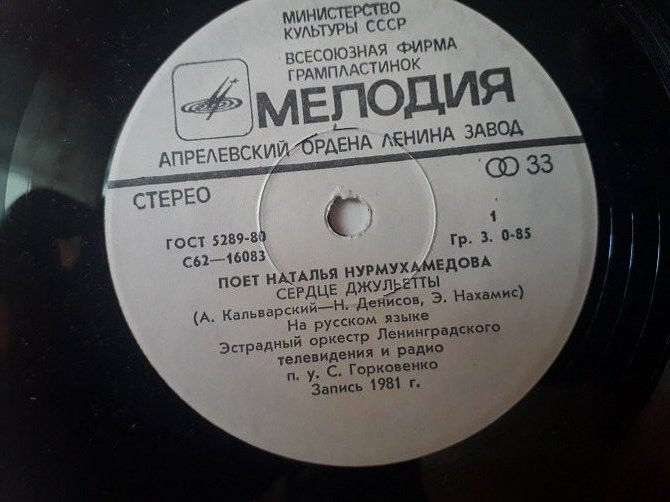 МИНИСТЕРСТВО
КУЛЬТУРЫ СССР
ВСЕСОЮЗНАЯ ФИРМА
ГРАМПЛАСТИНОК
МЕЛОДИЯ
АПРЕЛЕВСКИЙ ОРДЕНА ЛЕНИНА ЗАВОД
СТЕРЕО
33
ГОСТ 5289-80
1
С62—16083
Гр. 3. 0-85
ПОЕТ НАТАЛЬЯ НУРМУХАМЕДОВА
СЕРДЦЕ ДЖУЛЬЕТТЫ
(А. Кальварский—Н. Денисов, Э. Нахамис)
На русском языке
Эстрадный оркестр Ленинградского
телевидения и радио
п. у. С. Горковенко
Запись 1981 г.